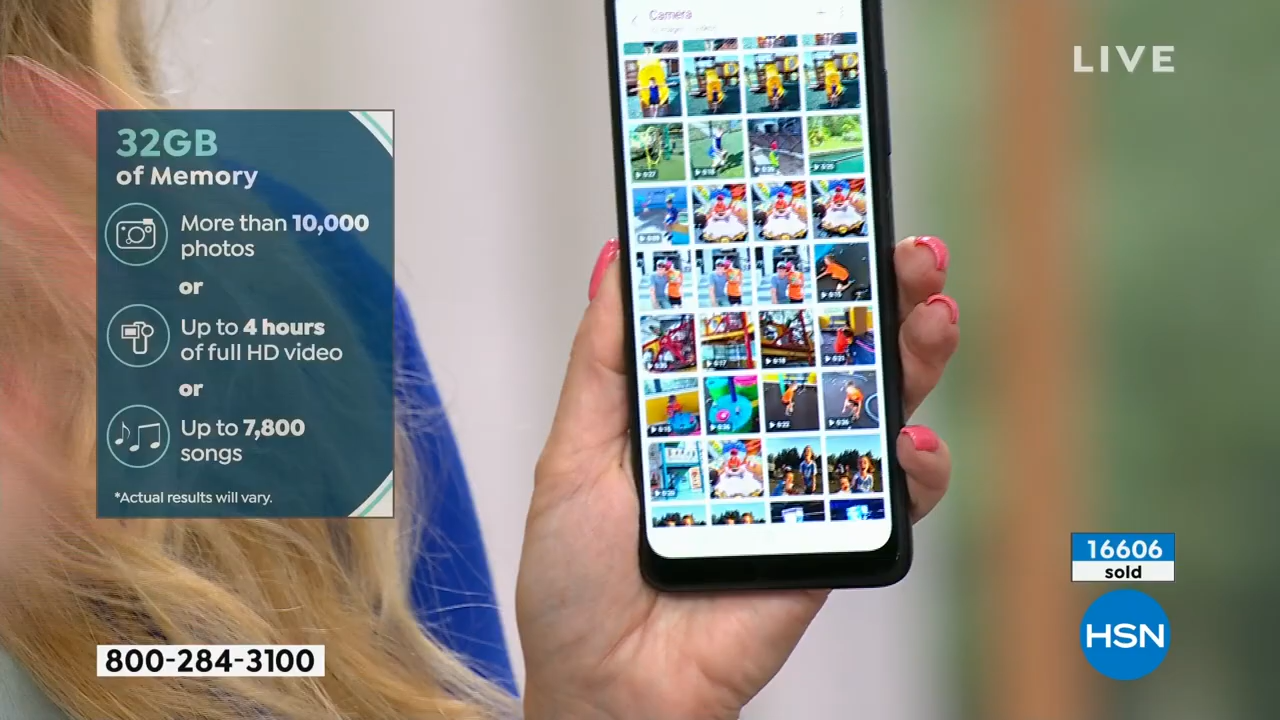 Camera
LIVE
32GB
of Memory
More than 10,000
photos
or
Up to 4 hours
of full HD video
or
Up to 7,800
songs
*Actual results will vary.
16606
sold
HSN
800-284-3100